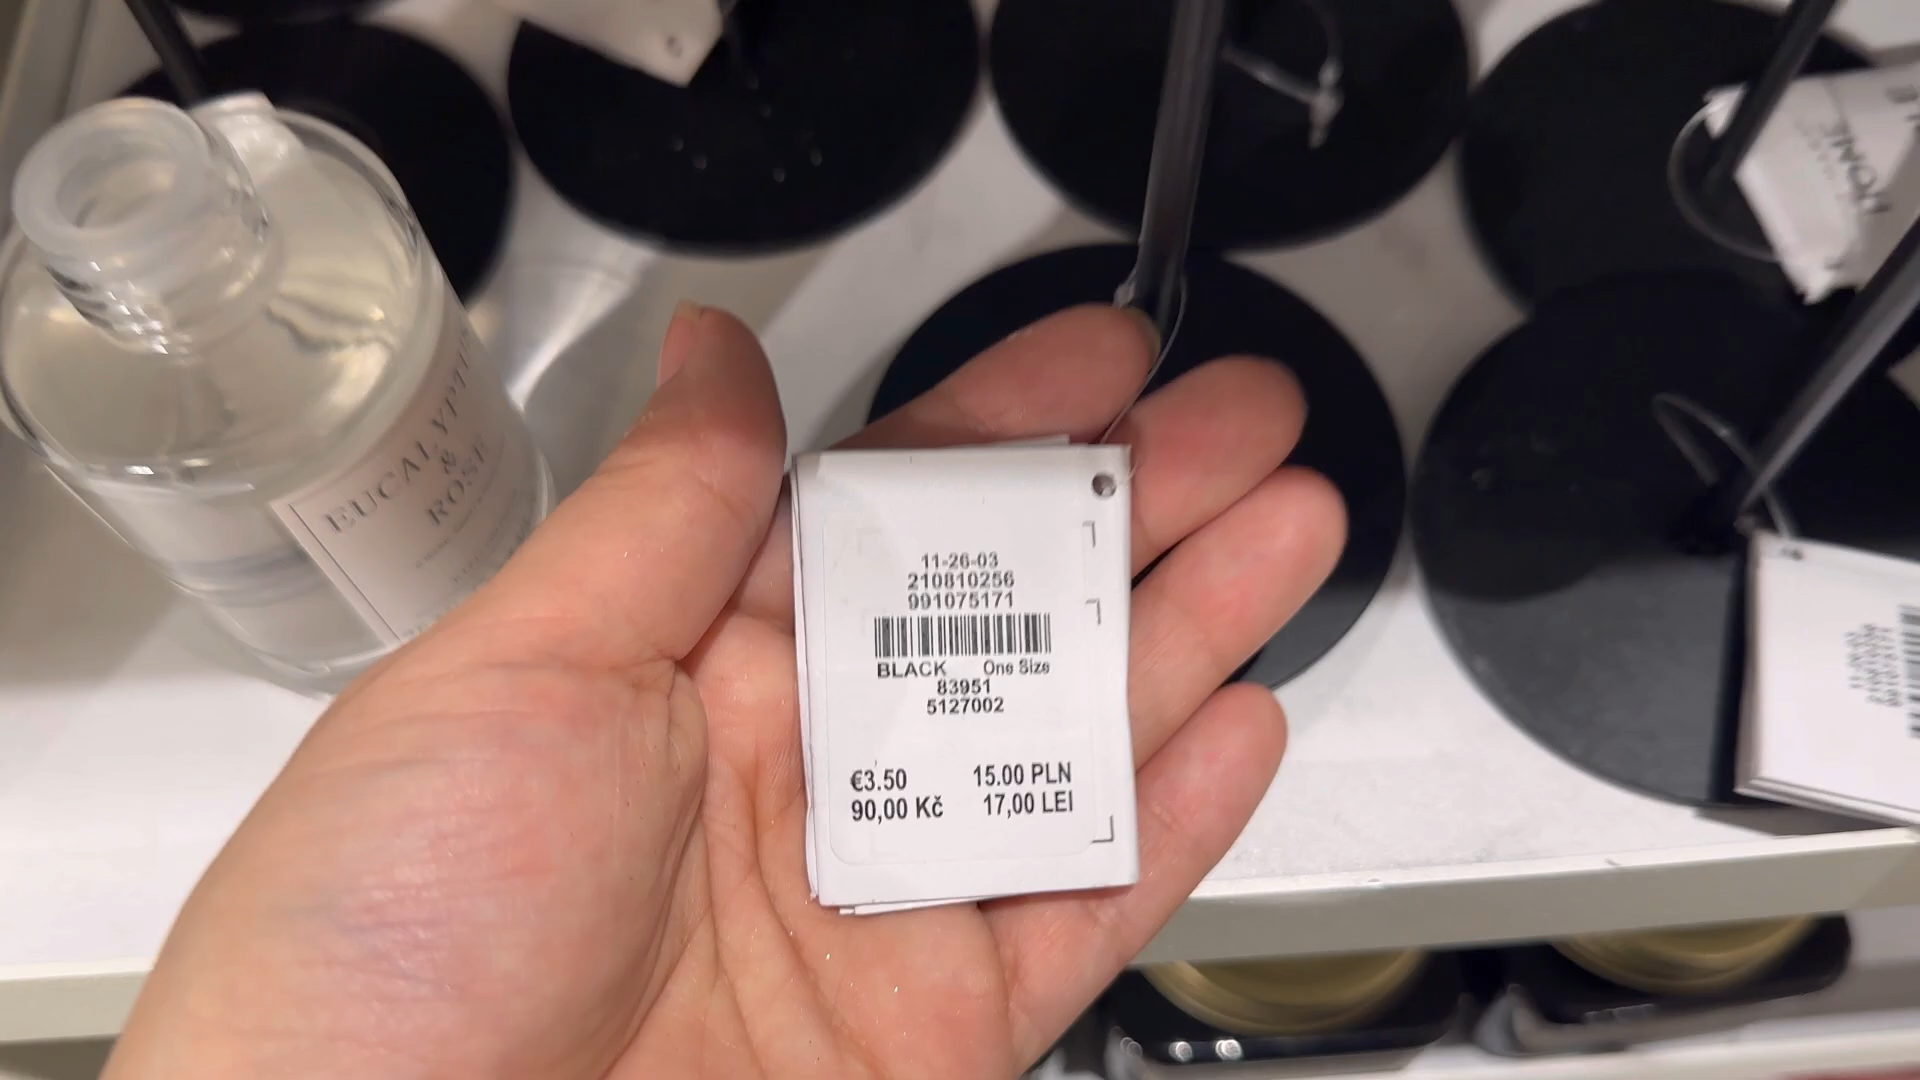 EUCALYPTUS
&
ROSE
HOME
11-26-03
210810256
991075171
BLACK One Size
83951
5127002
€3.50 15.00 PLN
90,00 Kč 17,00 LEI